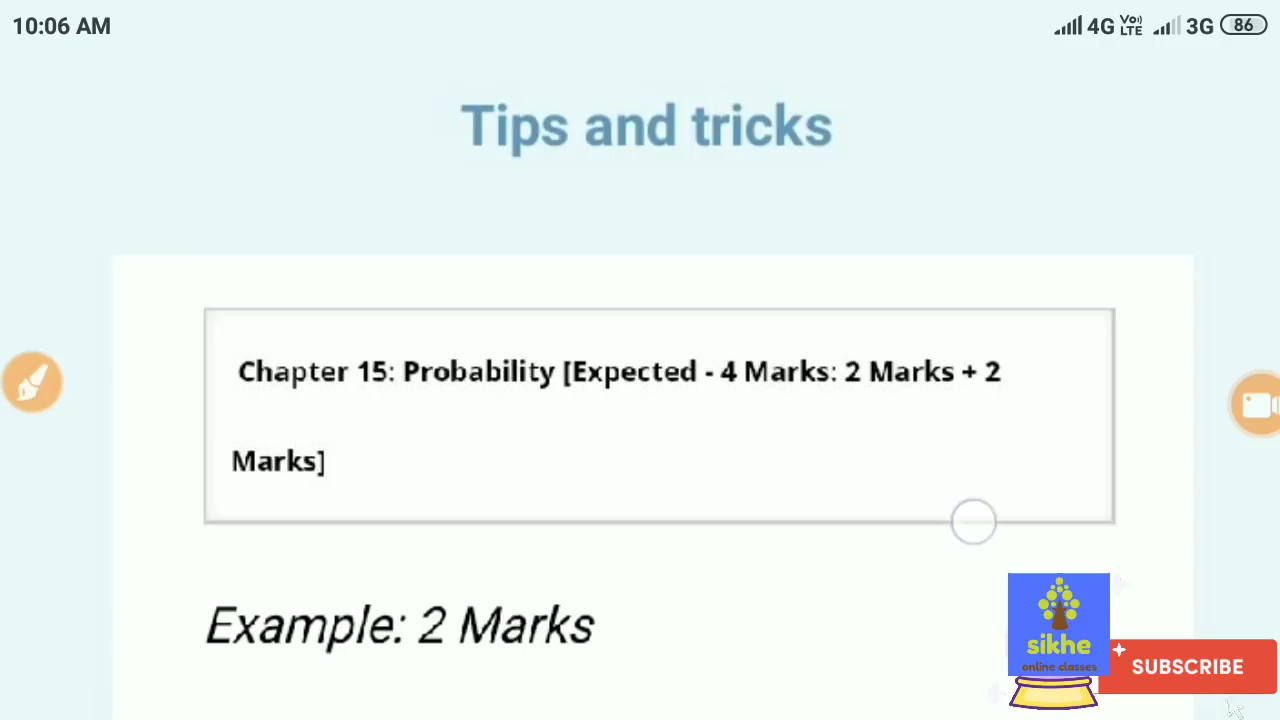 10:06 AM
4G Vo) LTE 3G 86
Tips and tricks
Chapter 15: Probability [Expected - 4 Marks: 2 Marks + 2
Marks]
Example: 2 Marks
sikhe
online classes
SUBSCRIBE